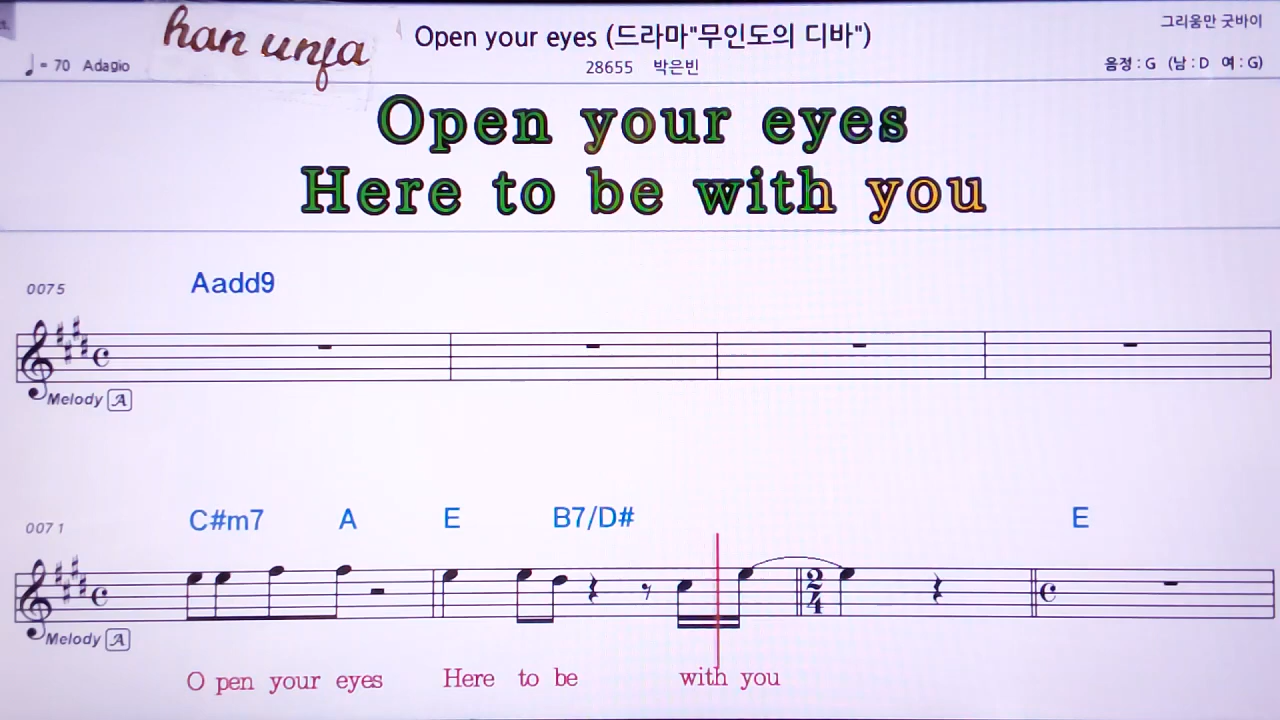 han unja
Open your eyes (드라마"무인도의 디바")
그리움만 굿바이
♩ = 70 Adagio
28655 박은빈
음정 : G (남 : D 여 : G)
Open your eyes
Here to be with you
0075
Aadd9
Melody A
0071
C#m7 A E B7/D# E
2
4
Melody A
O pen your eyes Here to be with you